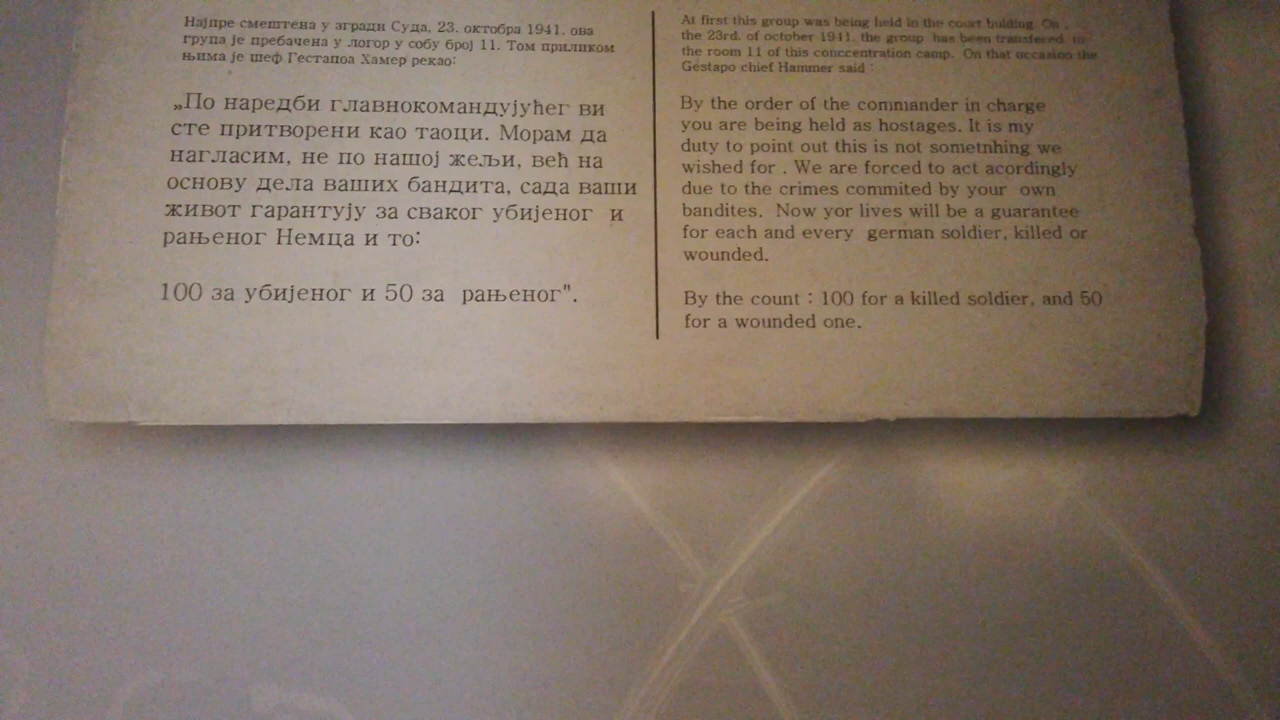 Најпре смештена у згради Суда, 23. октобра 1941. ова
група је пребачена у логор у собу број 11. Том приликом
њима је шеф Гестапоа Хамер рекао:
„По наредби главнокомандујућег ви
сте притворени као таоци. Морам да
нагласим, не по нашој жељи, већ на
основу дела ваших бандита, сада ваши
живот гарантују за сваког убијеног и
рањеног Немца и то:
100 за убијеног и 50 за рањеног".
At first this group was being held in the court bulding. On
the 23rd. of october 1941. the group has been transfered to
the room 11 of this conccentration camp. On that occasion the
Gestapo chief Hammer said :
By the order of the commander in charge
you are being held as hostages. It is my
duty to point out this is not sometnhing we
wished for . We are forced to act acordingly
due to the crimes commited by your own
bandites. Now yor lives will be a guarantee
for each and every german soldier, killed or
wounded.
By the count : 100 for a killed soldier, and 50
for a wounded one.